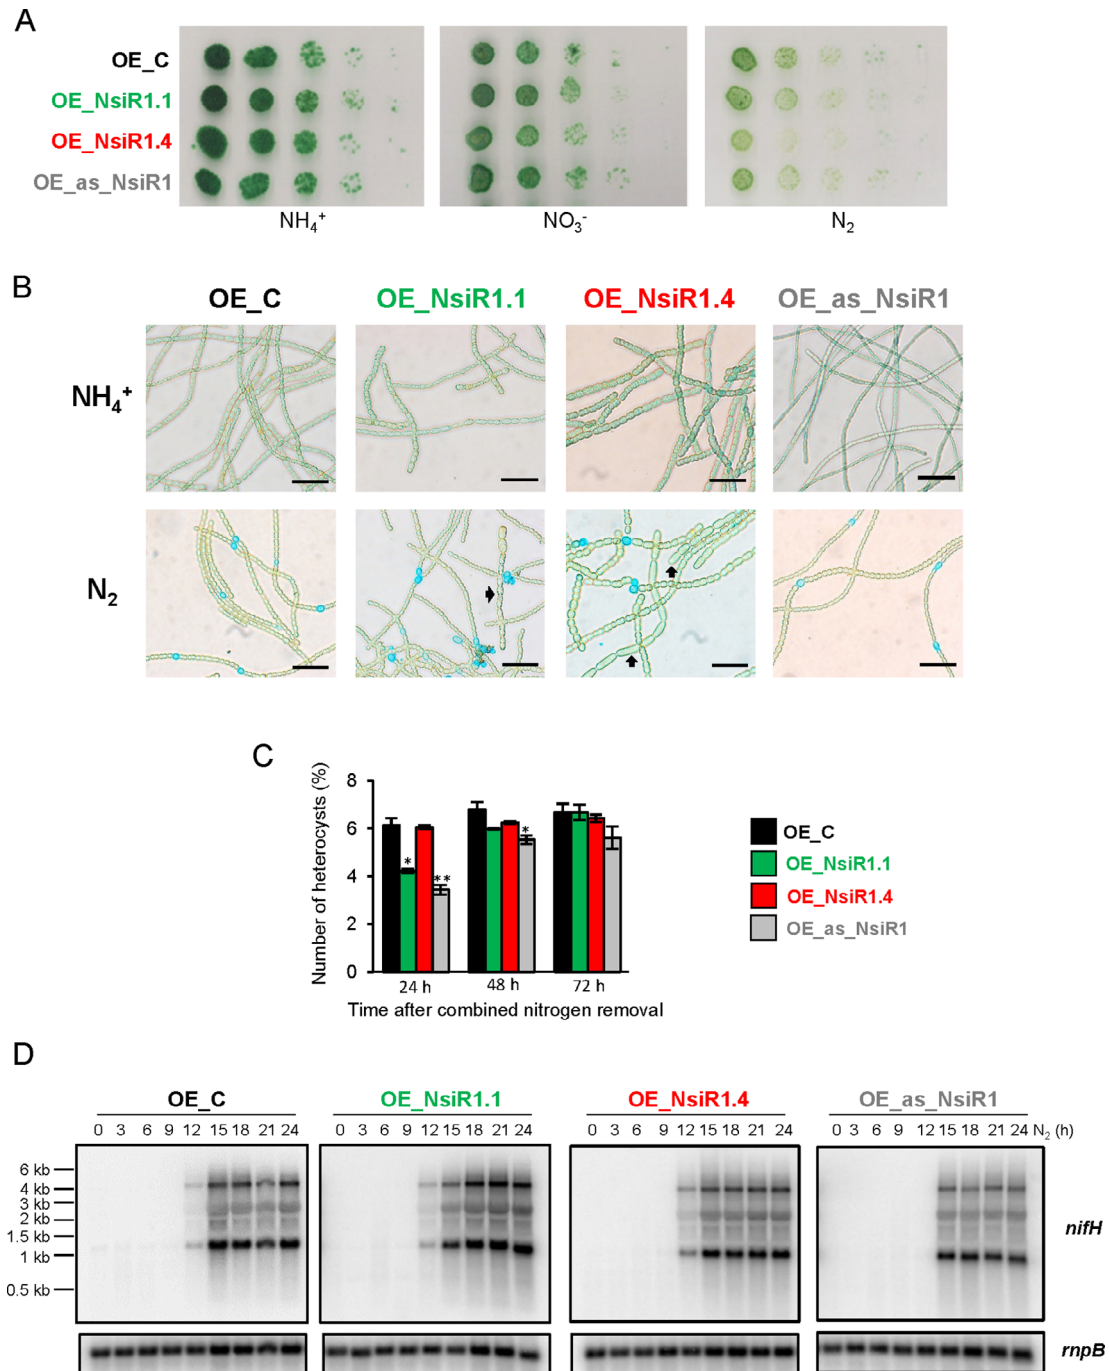 A
OE_C
OE_NsiR1.1
OE_NsiR1.4
OE_as_NsiR1
NH₄⁺ NO₃⁻ N₂
B
OE_C OE_NsiR1.1 OE_NsiR1.4 OE_as_NsiR1
NH₄⁺
N₂
C
Number of heterocysts (%)
8
6
4
2
0
* ** *
24 h 48 h 72 h
Time after combined nitrogen removal
OE_C
OE_NsiR1.1
OE_NsiR1.4
OE_as_NsiR1
D
OE_C OE_NsiR1.1 OE_NsiR1.4 OE_as_NsiR1
0 3 6 9 12 15 18 21 24 0 3 6 9 12 15 18 21 24 0 3 6 9 12 15 18 21 24 0 3 6 9 12 15 18 21 24 N₂ (h)
6 kb
4 kb
3 kb
2 kb
1.5 kb
1 kb
0.5 kb
nifH
rnpB